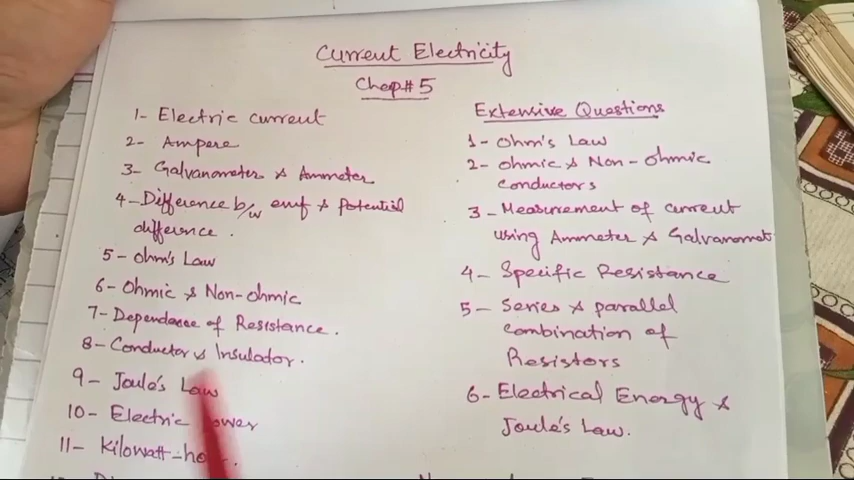 Current Electricity
Chap# 5
1- Electric current
2- Ampere
3- Galvanometer & Ammeter
4- Difference b/w emf & Potential
difference.
5- ohm's Law
6- Ohmic & Non-ohmic
7- Dependance of Resistance.
8- Conductor & Insulator.
9- Joule's Law
10- Electric Power
11- Kilowatt-hour.
Extensive Questions
1- Ohm's Law
2- ohmic & Non-ohmic
conductors
3- Measurement of current
using Ammeter & Galvanomet
4- Specific Resistance
5- Series & parallel
combination of
Resistors
6- Electrical Energy &
Joule's Law.